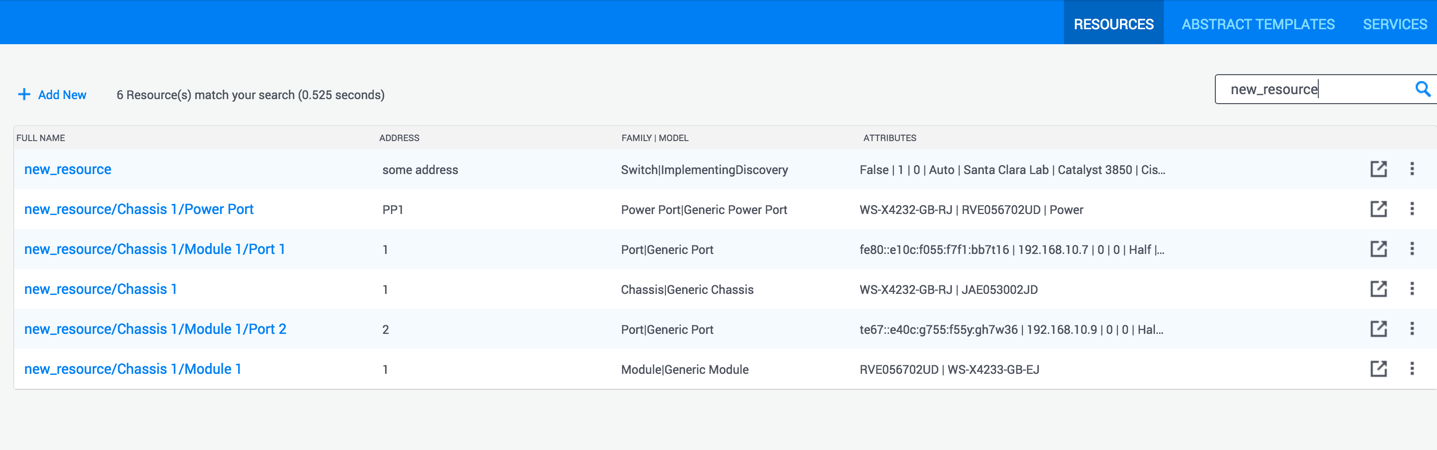 RESOURCES ABSTRACT TEMPLATES SERVICES
Add New 6 Resource(s) match your search (0.525 seconds) new_resource
FULL NAME ADDRESS FAMILY | MODEL ATTRIBUTES
new_resource some address Switch|ImplementingDiscovery False | 1 | 0 | Auto | Santa Clara Lab | Catalyst 3850 | Cis...
new_resource/Chassis 1/Power Port PP1 Power Port|Generic Power Port WS-X4232-GB-RJ | RVE056702UD | Power
new_resource/Chassis 1/Module 1/Port 1 1 Port|Generic Port fe80::e10c:f055:f7f1:bb7t16 | 192.168.10.7 | 0 | 0 | Half |...
new_resource/Chassis 1 1 Chassis|Generic Chassis WS-X4232-GB-RJ | JAE053002JD
new_resource/Chassis 1/Module 1/Port 2 2 Port|Generic Port te67::e40c:g755:f55y:gh7w36 | 192.168.10.9 | 0 | 0 | Hal...
new_resource/Chassis 1/Module 1 1 Module|Generic Module RVE056702UD | WS-X4233-GB-EJ